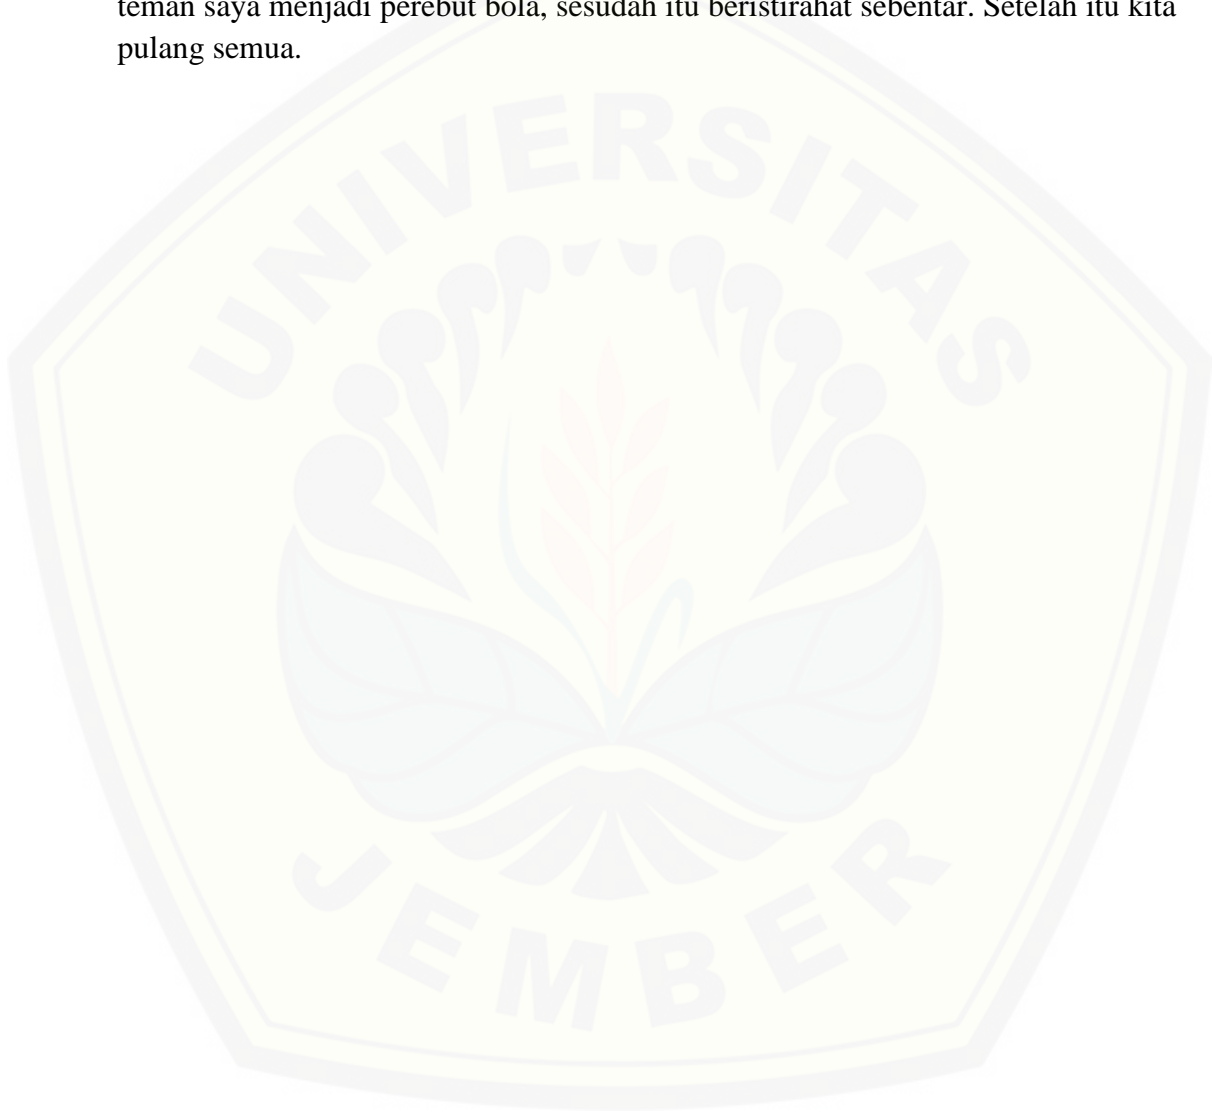 teman saya menjadi perebut bola, sesudah itu beristirahat sebentar. Setelah itu kita
pulang semua.
UNIVERSITAS
JEMBER